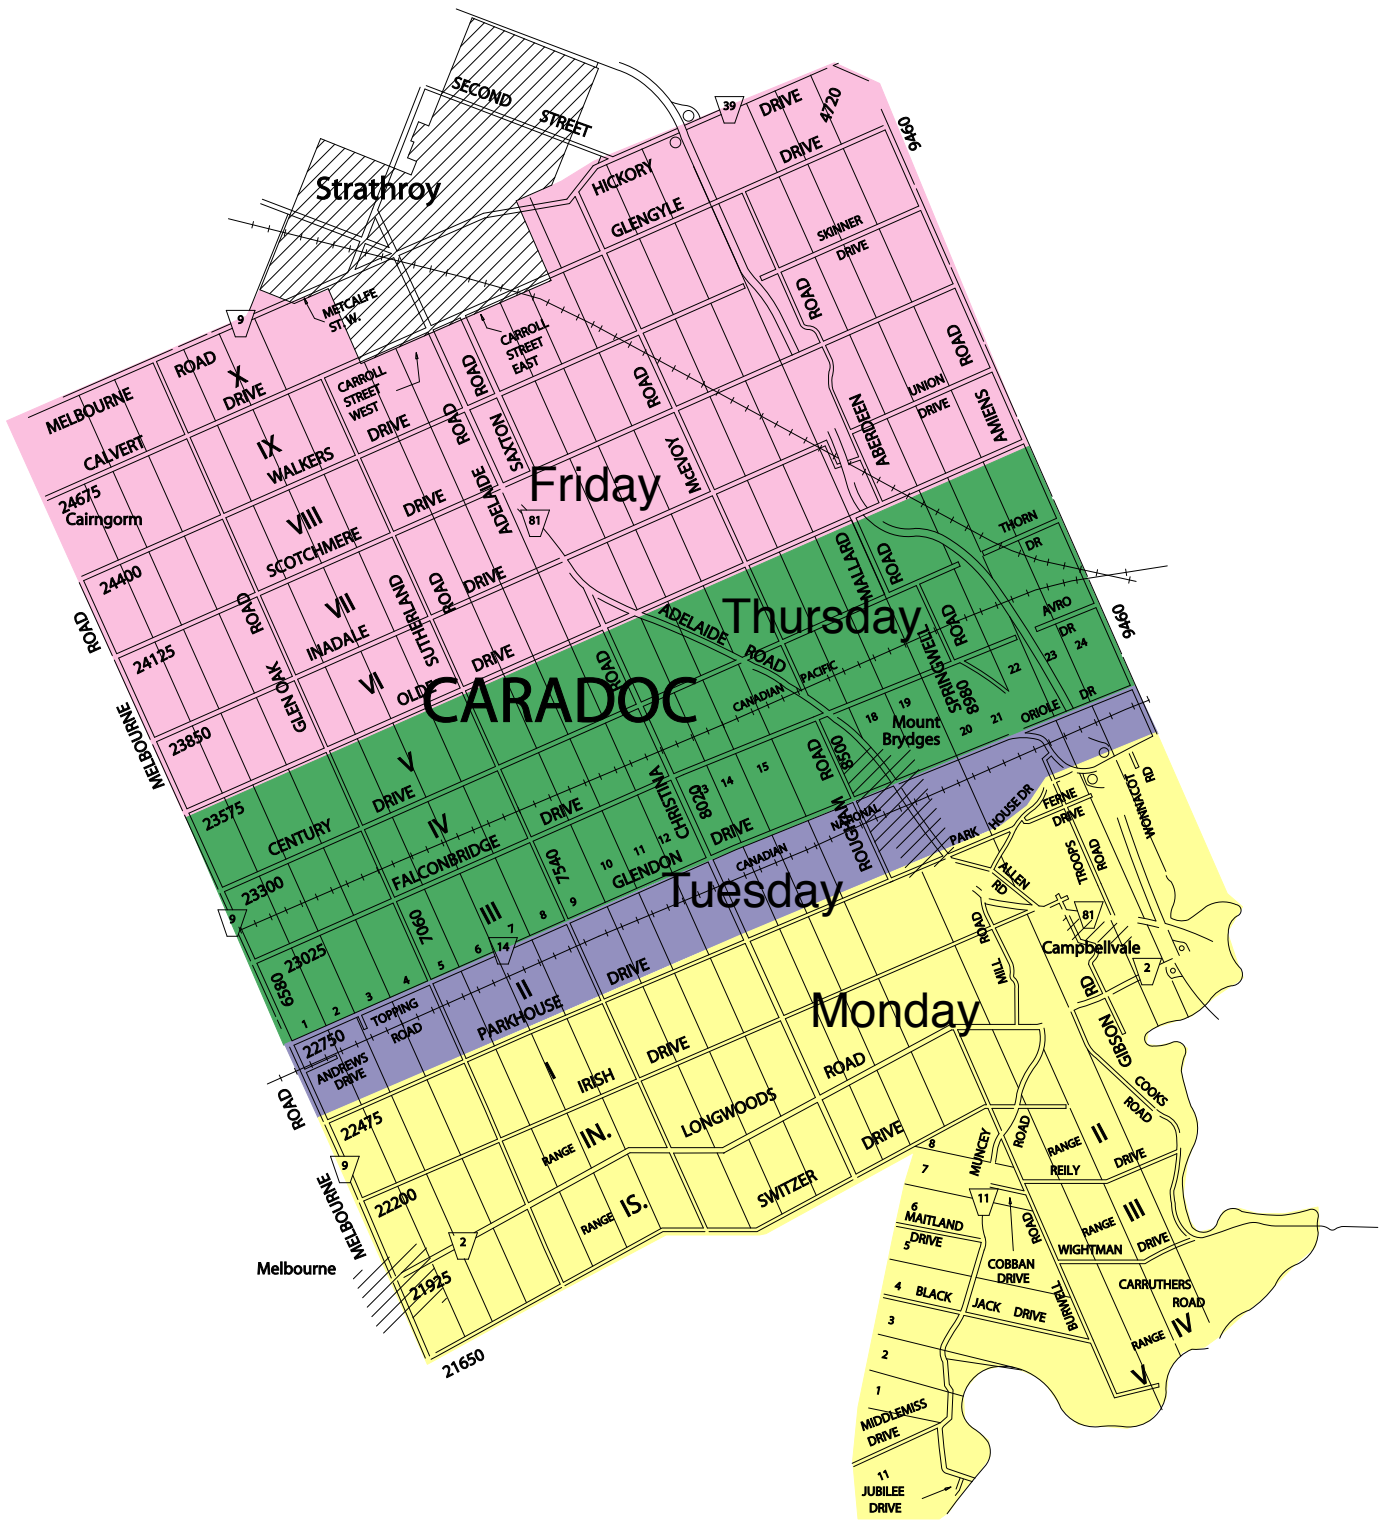 SECOND
STREET
39
DRIVE
4720
9460
DRIVE
Strathroy
HICKORY
GLENGYLE
SKINNER
DRIVE
METCALFE
ST. W.
9
ROAD
X
DRIVE
MELBOURNE
CALVERT
CARROLL
STREET
WEST
CARROLL
STREET
EAST
ROAD
ROAD
ROAD
ROAD
ROAD
UNION
DRIVE
AMIENS
ABERDEEN
IX
WALKERS
DRIVE
ADELAIDE
SAXTON
McEVOY
24675
Cairngorm
Friday
81
VIII
SCOTCHMERE
DRIVE
24400
ROAD
ROAD
VII
INADALE
SUTHERLAND
ROAD
DRIVE
24125
MELBOURNE
GLEN OAK
VI
OLDE
DRIVE
23850
THORN
DR
MALLARD
ROAD
Thursday
ADELAIDE
ROAD
AVRO
DR
9460
CARADOC
ROAD
CANADIAN
PACIFIC
SPRINGWELL
ROAD
8980
22
23
24
18
19
20
21
ORIOLE
DR
Mount
Brydges
23575
CENTURY
V
DRIVE
IV
FALCONBRIDGE
DRIVE
CHRISTINA
8020
13
14
15
ROAD
8500
ROUGHAM
23300
9
23025
6580
7060
III
7540
10
11
12
GLENDON
DRIVE
1
2
3
4
5
6
7
8
9
14
CANADIAN
NATIONAL
Tuesday
PARK
HOUSE DR
FERNE
DRIVE
WONNACOT
RD
TROOPS
ROAD
ALLEN
RD
22750
TOPPING
ROAD
ANDREWS
DRIVE
II
PARKHOUSE
DRIVE
81
Campbellvale
2
ROAD
MILL
RD
GIBSON
Monday
ROAD
22475
I
IRISH
DRIVE
RANGE
IN.
LONGWOODS
ROAD
COOKS
ROAD
9
MELBOURNE
22200
RANGE
IS.
SWITZER
DRIVE
8
7
6
MAITLAND
DRIVE
5
4
BLACK
JACK
DRIVE
3
2
1
MUNCEY
ROAD
11
RANGE
II
REILY
DRIVE
RANGE
III
WIGHTMAN
DRIVE
ROAD
BURWELL
COBBAN
DRIVE
CARRUTHERS
ROAD
RANGE
IV
V
2
Melbourne
21925
21650
MIDDLEMISS
DRIVE
11
JUBILEE
DRIVE